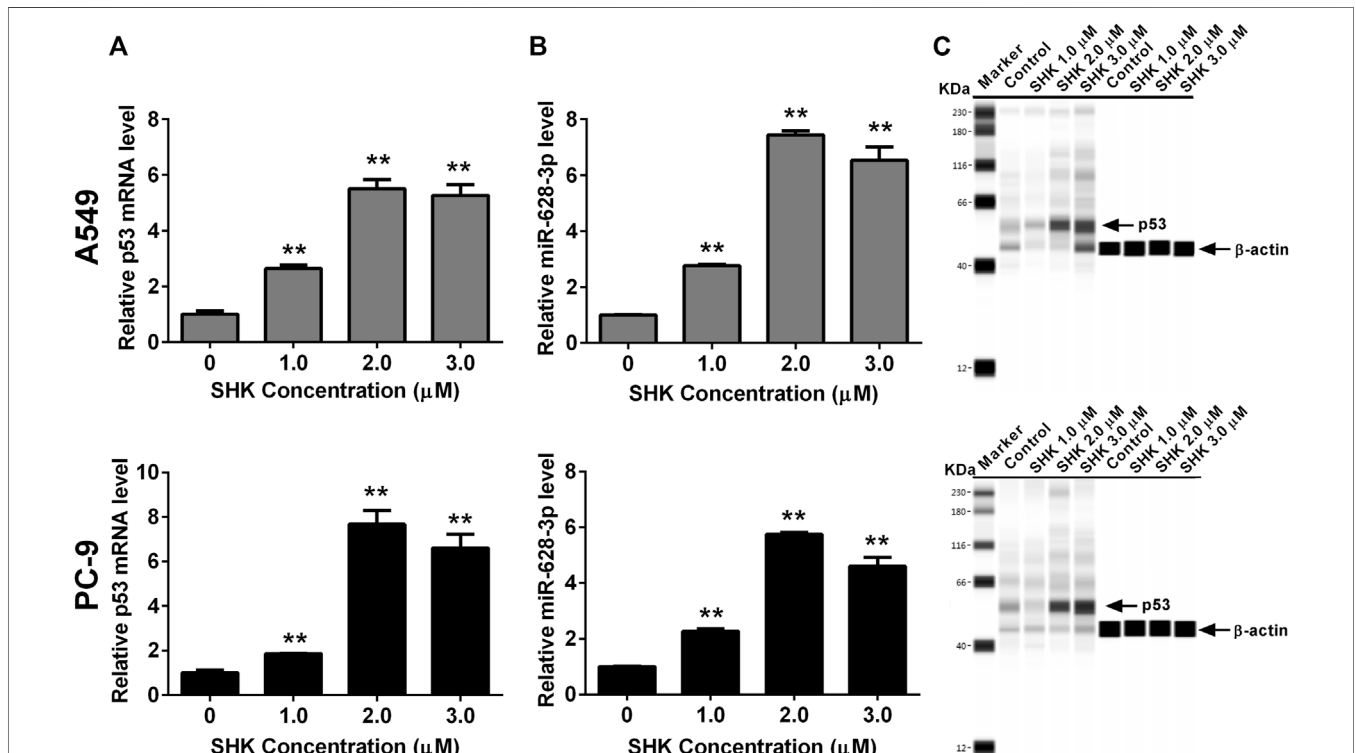 A
B
C
A549
Relative p53 mRNA level
8
6
4
2
0
**
**
**
0 1.0 2.0 3.0
SHK Concentration (μM)
Relative miR-628-3p level
8
6
4
2
0
**
**
**
0 1.0 2.0 3.0
SHK Concentration (μM)
KDa
Marker
Control
SHK 1.0 μM
SHK 2.0 μM
SHK 3.0 μM
Control
SHK 1.0 μM
SHK 2.0 μM
SHK 3.0 μM
230-
180-
116-
66-
40-
12-
p53
β-actin
PC-9
Relative p53 mRNA level
10
8
6
4
2
0
**
**
**
0 1.0 2.0 3.0
SHK Concentration (μM)
Relative miR-628-3p level
8
6
4
2
0
**
**
**
0 1.0 2.0 3.0
SHK Concentration (μM)
KDa
Marker
Control
SHK 1.0 μM
SHK 2.0 μM
SHK 3.0 μM
Control
SHK 1.0 μM
SHK 2.0 μM
SHK 3.0 μM
230-
180-
116-
66-
40-
12-
p53
β-actin